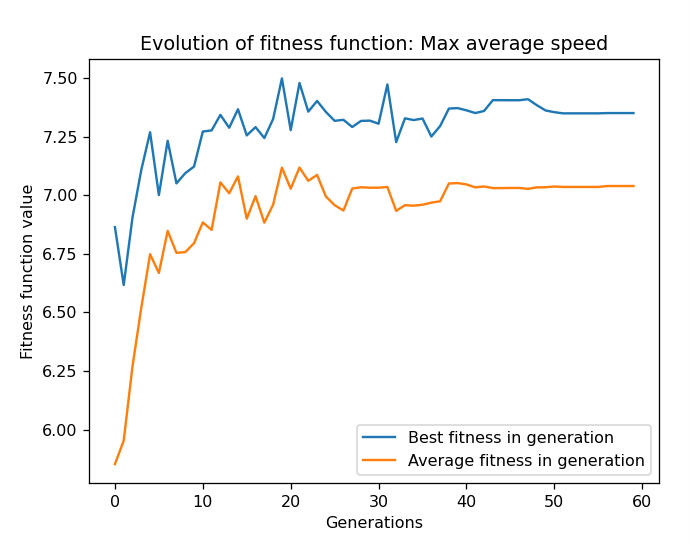 Evolution of fitness function: Max average speed
7.50
7.25
7.00
6.75
6.50
6.25
6.00
Fitness function value
Best fitness in generation
Average fitness in generation
0 10 20 30 40 50 60
Generations